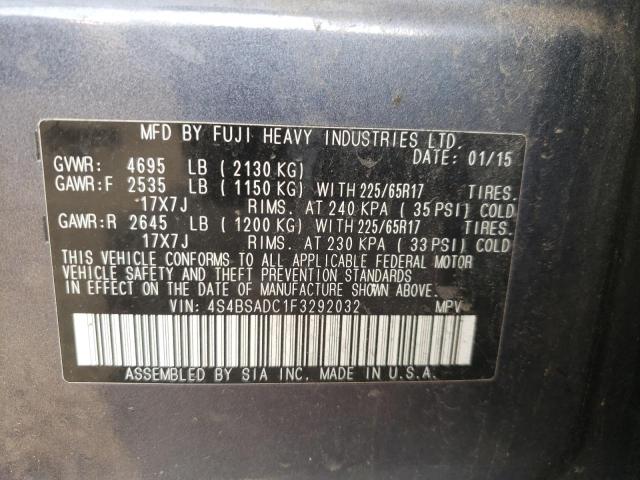 MFD BY FUJI HEAVY INDUSTRIES LTD.
DATE: 01/15
GVWR: 4695 LB (2130 KG)
GAWR:F 2535 LB (1150 KG) WITH 225/65R17 TIRES.
17X7J RIMS. AT 240 KPA (35 PSI) COLD
GAWR:R 2645 LB (1200 KG) WITH 225/65R17 TIRES.
17X7J RIMS. AT 230 KPA (33 PSI) COLD
THIS VEHICLE CONFORMS TO ALL APPLICABLE FEDERAL MOTOR
VEHICLE SAFETY AND THEFT PREVENTION STANDARDS
IN EFFECT ON THE DATE OF MANUFACTURE SHOWN ABOVE.
VIN: 4S4BSADC1F3292032 MPV
ASSEMBLED BY SIA INC. MADE IN U.S.A.